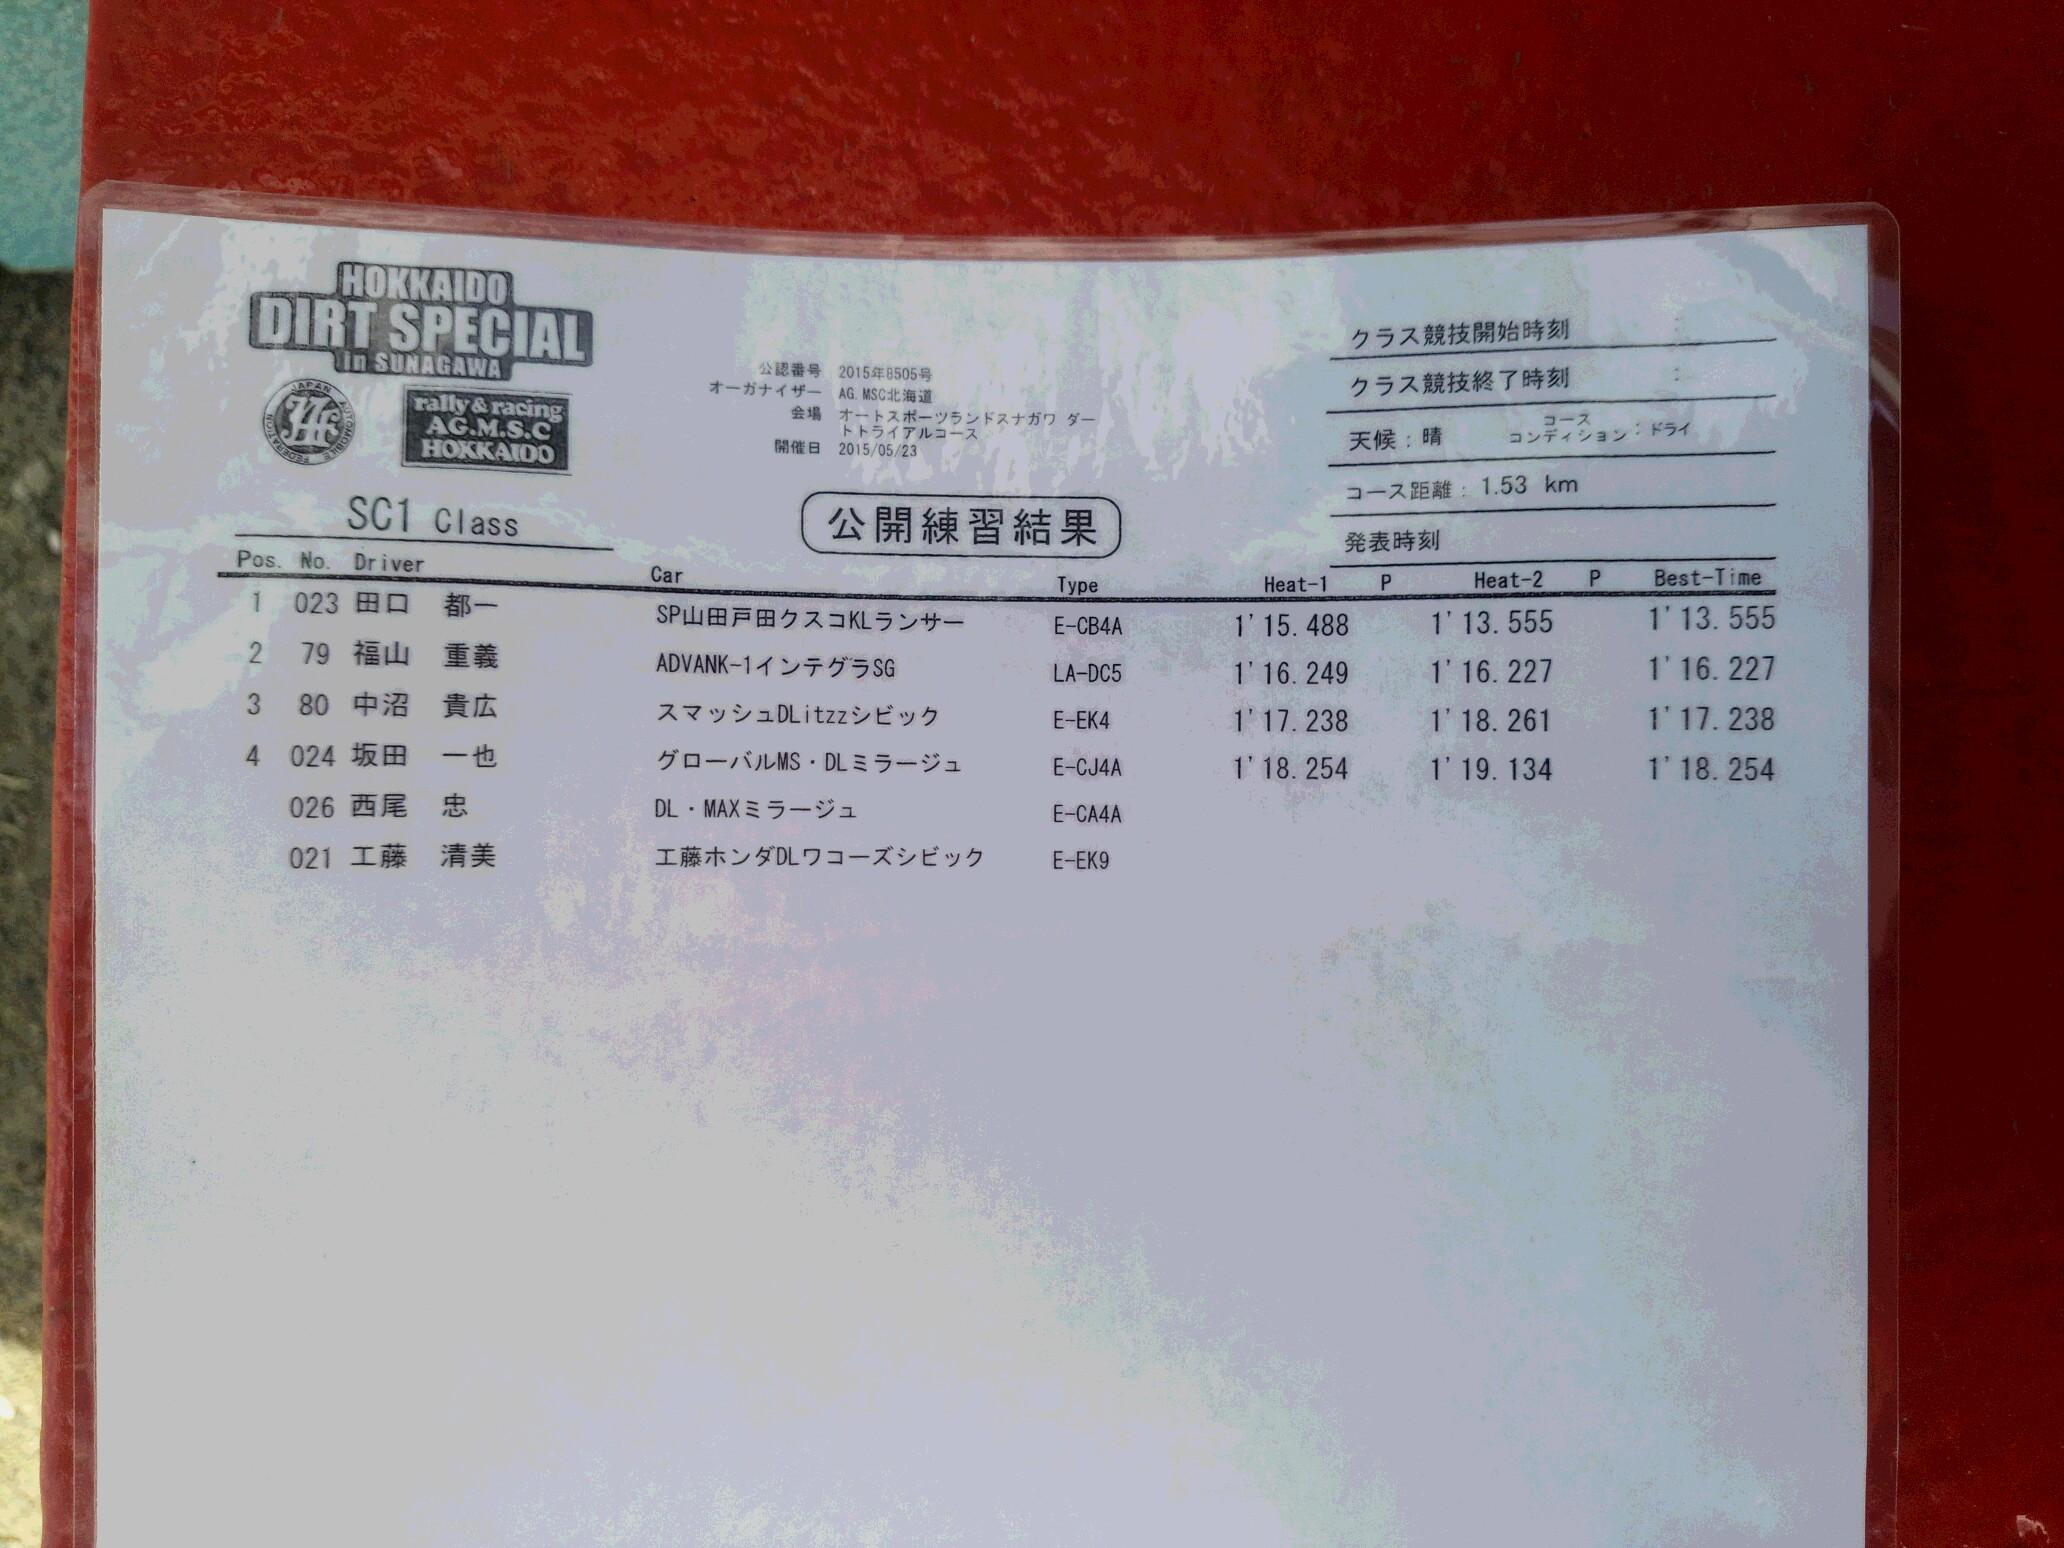 HOKKAIDO
DIRT SPECIAL
in SUNAGAWA
JAPAN AUTOMOBILE FEDERATION
JAF
rally & racing
AG.M.S.C
HOKKAIDO
公認番号 2015年8505号
オーガナイザー AG.MSC北海道
会場 オートスポーツランドスナガワ ダー
トトライアルコース
開催日 2015/05/23
クラス競技開始時刻 :
クラス競技終了時刻 :
天候：晴 コース
コンディション：ドライ
コース距離： 1.53 km
発表時刻
SC1 Class
公開練習結果
Pos. No. Driver Car Type Heat-1 P Heat-2 P Best-Time
1 023 田口 都一 SP山田戸田クスコKLランサー E-CB4A 1'15.488 1'13.555 1'13.555
2 79 福山 重義 ADVANK-1インテグラSG LA-DC5 1'16.249 1'16.227 1'16.227
3 80 中沼 貴広 スマッシュDLitzzシビック E-EK4 1'17.238 1'18.261 1'17.238
4 024 坂田 一也 グローバルMS・DLミラージュ E-CJ4A 1'18.254 1'19.134 1'18.254
026 西尾 忠 DL・MAXミラージュ E-CA4A
021 工藤 清美 工藤ホンダDLワコーズシビック E-EK9